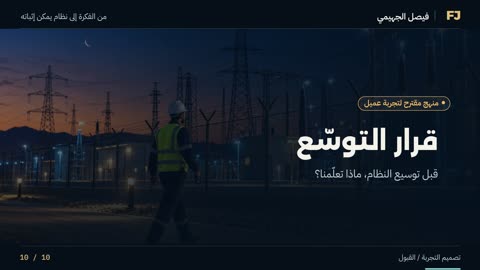 FJ
فيصل الجهيمي
من الفكرة إلى نظام يمكن إثباته
منهج مقترح لتجربة عميل
قرار التوسّع
قبل توسيع النظام، ماذا تعلّمنا؟
تصميم التجربة / القبول
10 / 10